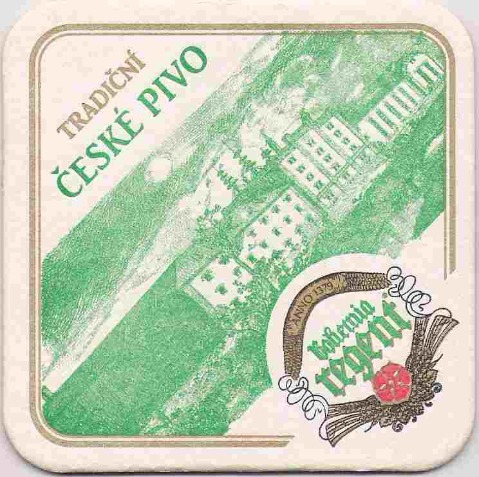 TRADIČNÍ
ČESKÉ PIVO
ANNO 1379
Bohemia
regent